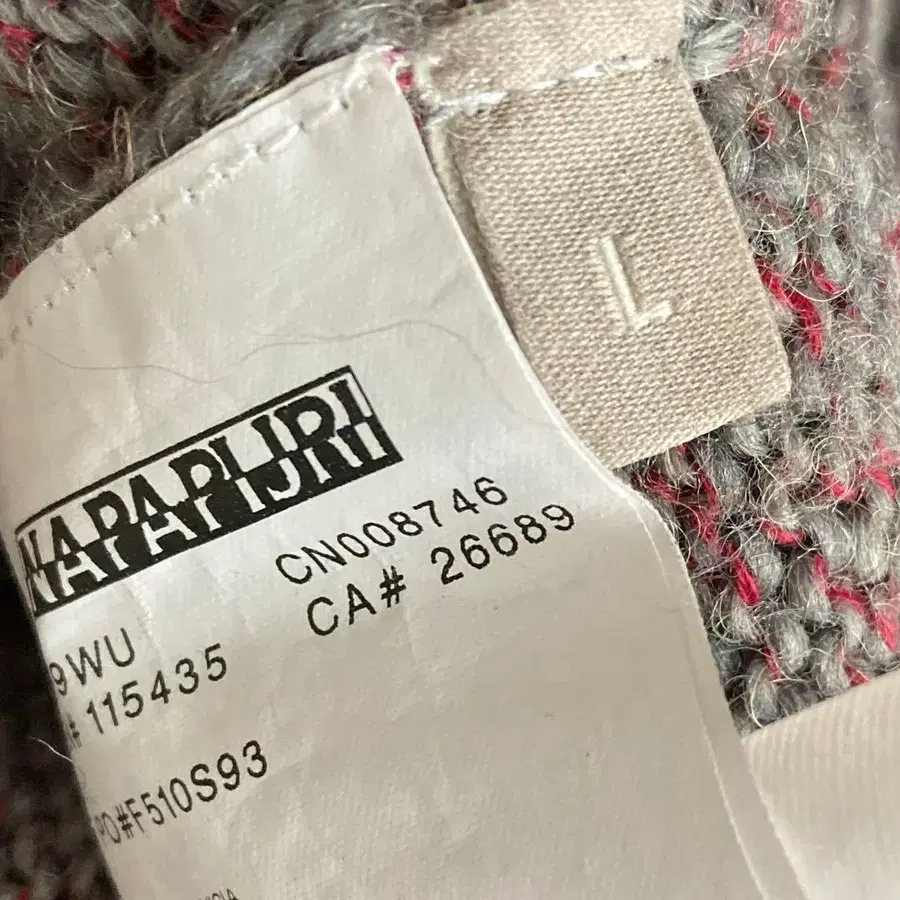 L
NAPAPIJRI
CN008746
CA# 26689
9WU
# 115435
PO#F510S93